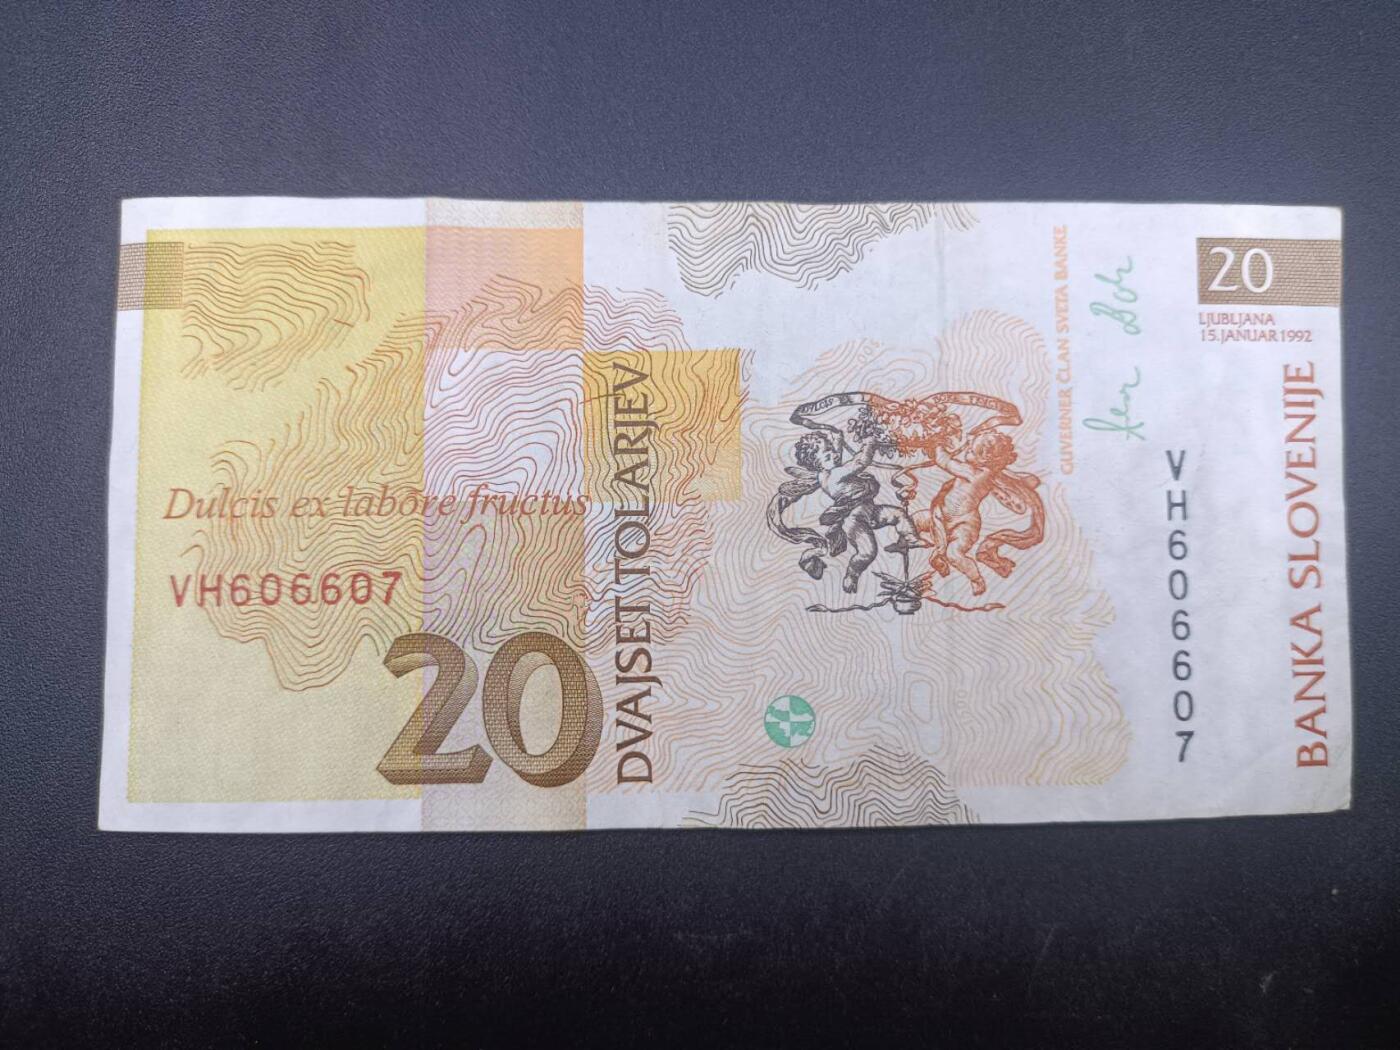 20
LJUBLJANA
15. JANUAR 1992
BANKA SLOVENIJE
GUVERNER ČLAN SVETA BANKE
VH606607
DVAJSET TOLARJEV
Dulcis ex labōre fructus
VH606607
20